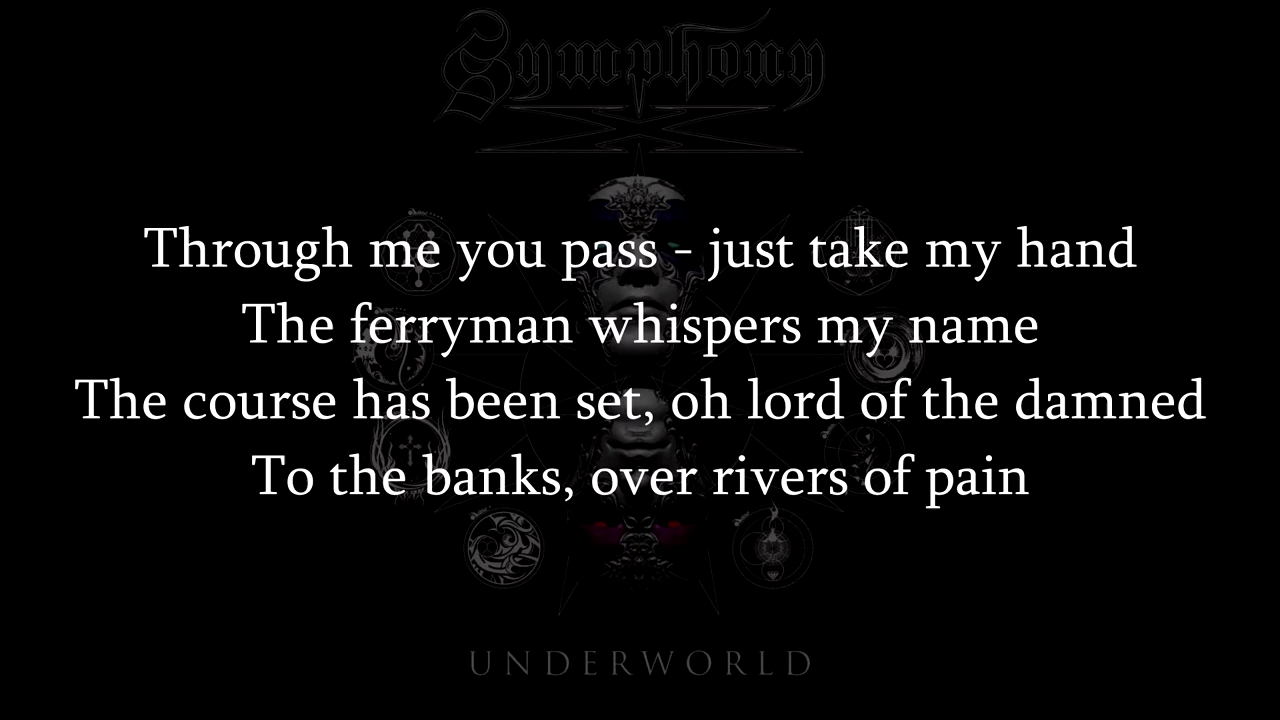 Symphony
X
Through me you pass - just take my hand
The ferryman whispers my name
The course has been set, oh lord of the damned
To the banks, over rivers of pain
UNDERWORLD